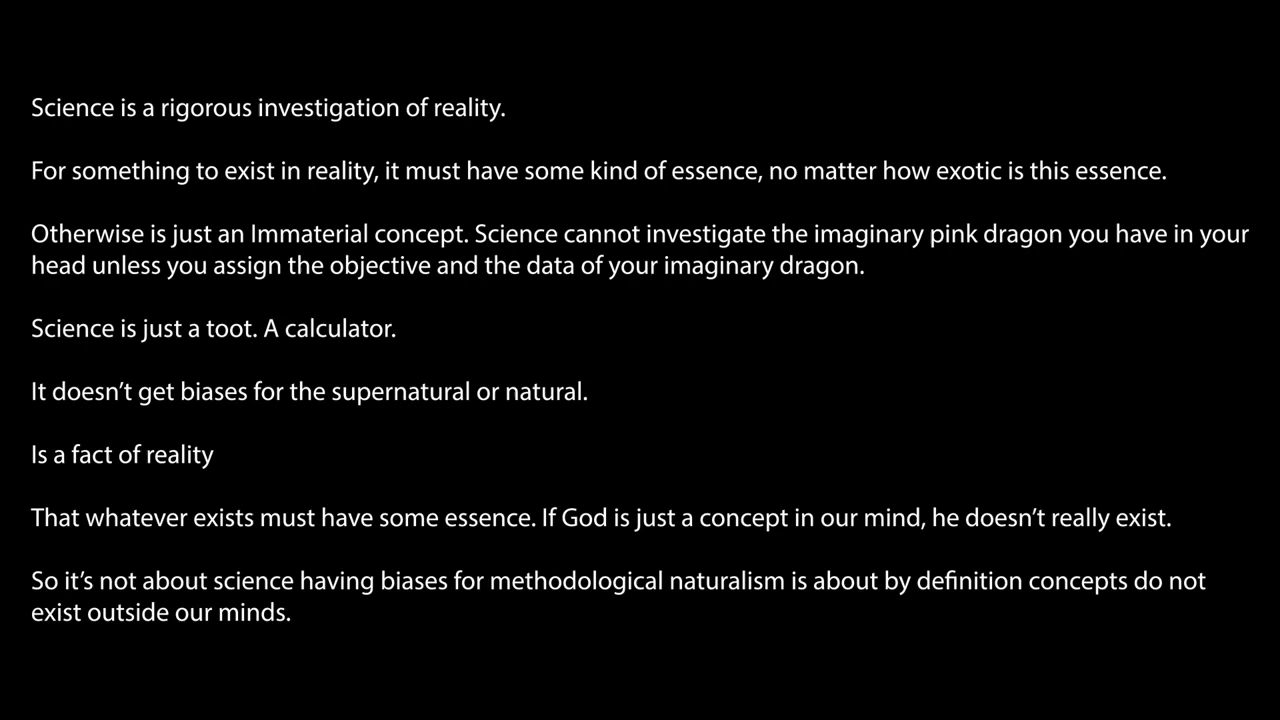 Science is a rigorous investigation of reality.
For something to exist in reality, it must have some kind of essence, no matter how exotic is this essence.
Otherwise is just an Immaterial concept. Science cannot investigate the imaginary pink dragon you have in your
head unless you assign the objective and the data of your imaginary dragon.
Science is just a toot. A calculator.
It doesn’t get biases for the supernatural or natural.
Is a fact of reality
That whatever exists must have some essence. If God is just a concept in our mind, he doesn’t really exist.
So it’s not about science having biases for methodological naturalism is about by definition concepts do not
exist outside our minds.